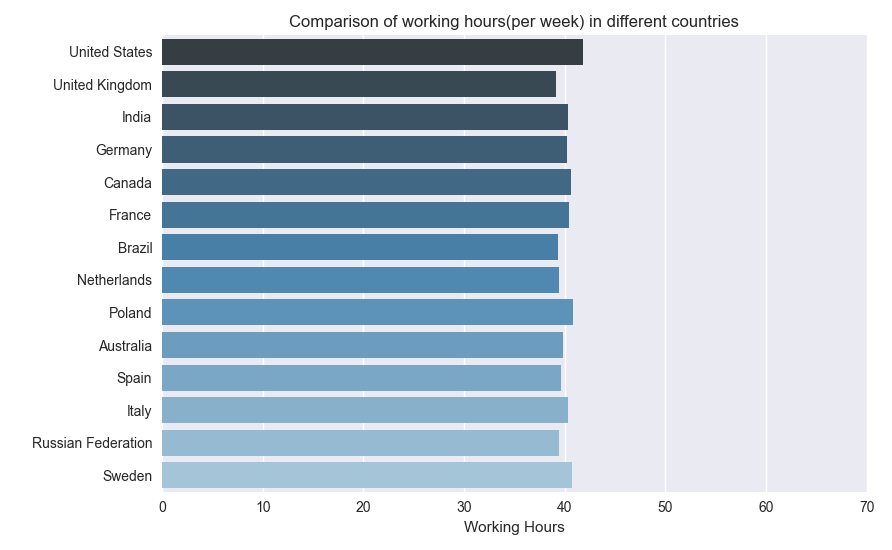 Comparison of working hours(per week) in different countries
United States
United Kingdom
India
Germany
Canada
France
Brazil
Netherlands
Poland
Australia
Spain
Italy
Russian Federation
Sweden
0 10 20 30 40 50 60 70
Working Hours